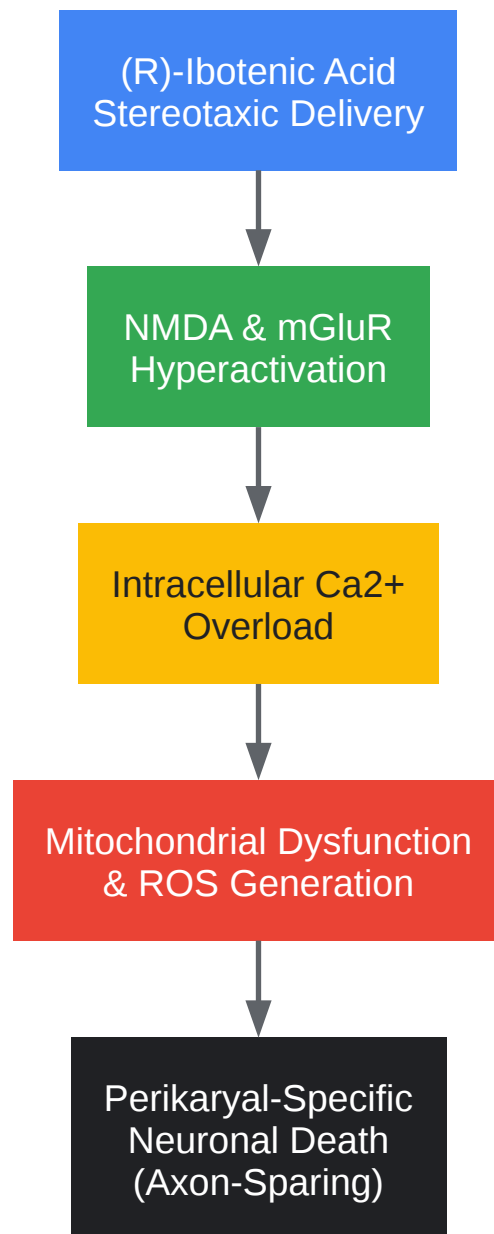 (R)-Ibotenic Acid
Stereotaxic Delivery
NMDA & mGluR
Hyperactivation
Intracellular Ca2+
Overload
Mitochondrial Dysfunction
& ROS Generation
Perikaryal-Specific
Neuronal Death
(Axon-Sparing)